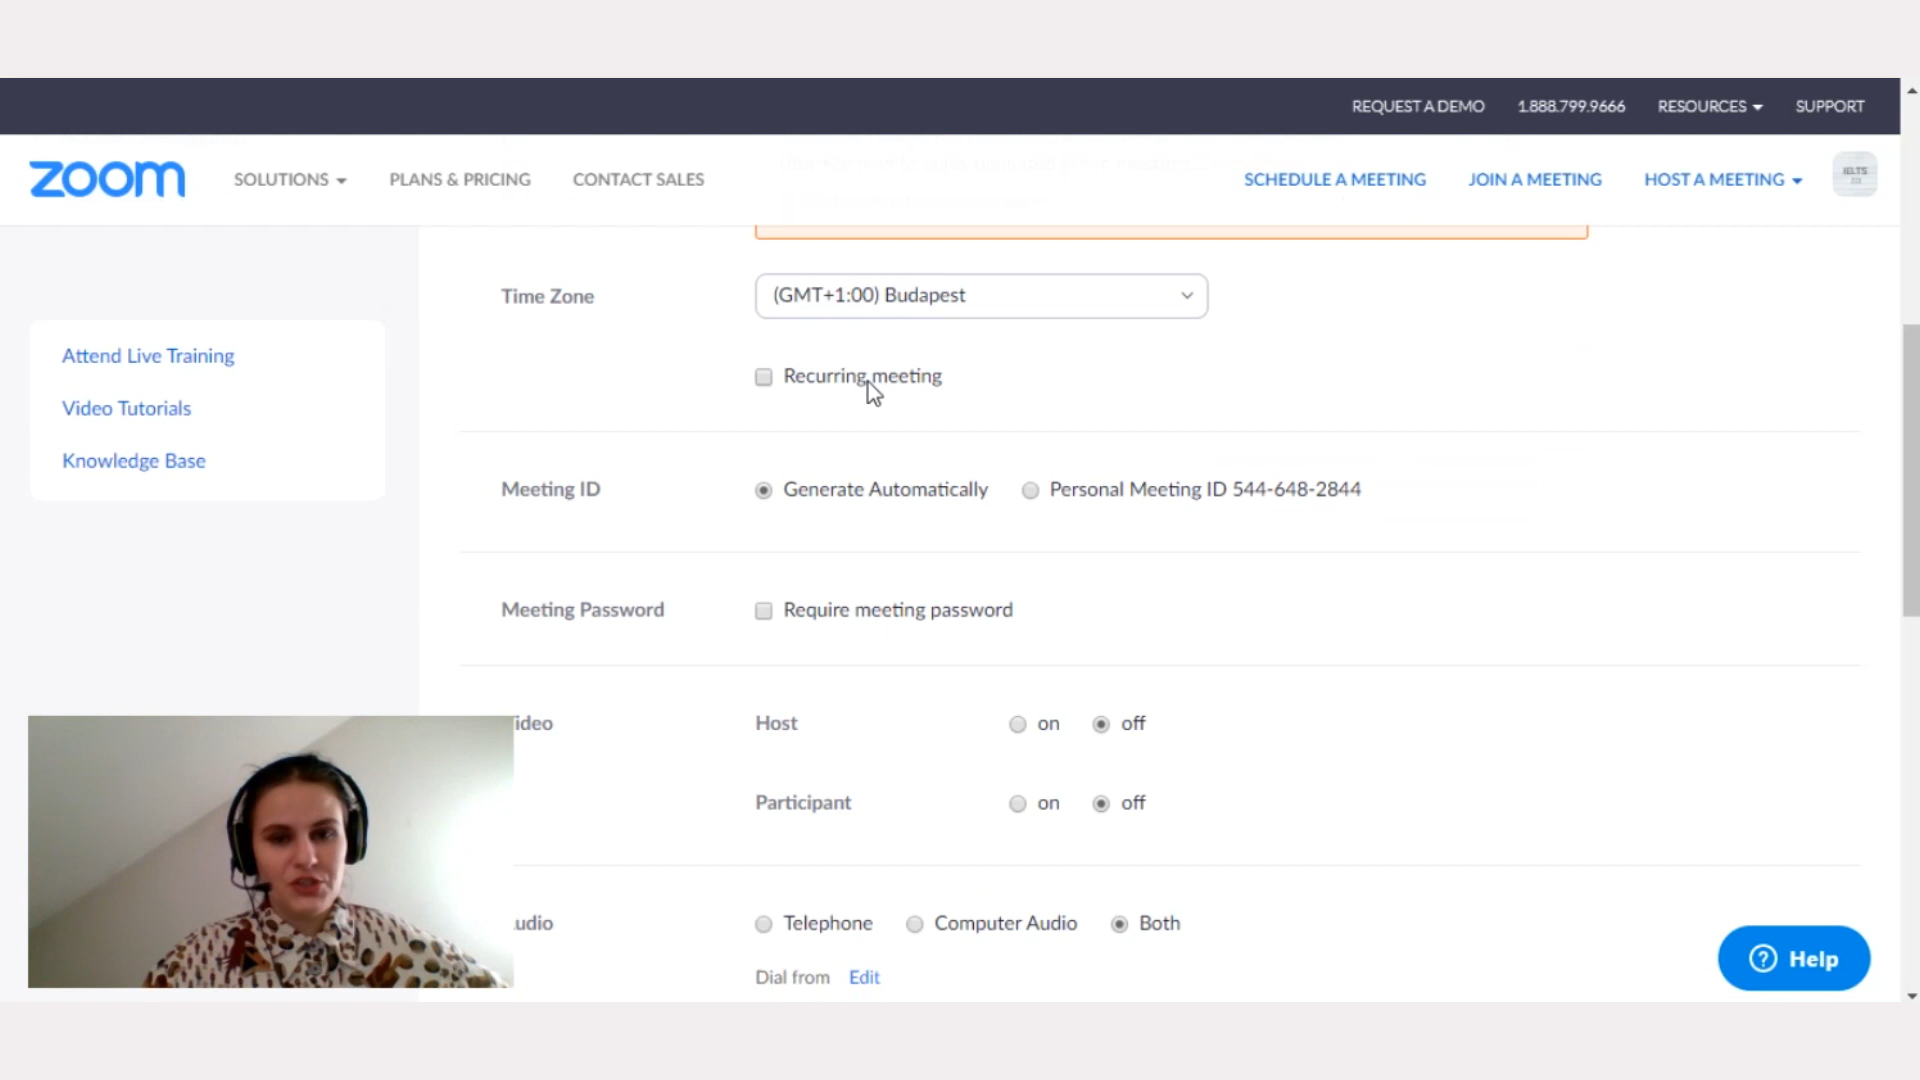 REQUEST A DEMO 1.888.799.9666 RESOURCES SUPPORT
zoom SOLUTIONS PLANS & PRICING CONTACT SALES SCHEDULE A MEETING JOIN A MEETING HOST A MEETING IELTS
Time Zone (GMT+1:00) Budapest
Attend Live Training
Recurring meeting
Video Tutorials
Knowledge Base
Meeting ID Generate Automatically Personal Meeting ID 544-648-2844
Meeting Password Require meeting password
ideo Host on off
Participant on off
udio Telephone Computer Audio Both
Dial from Edit
Help